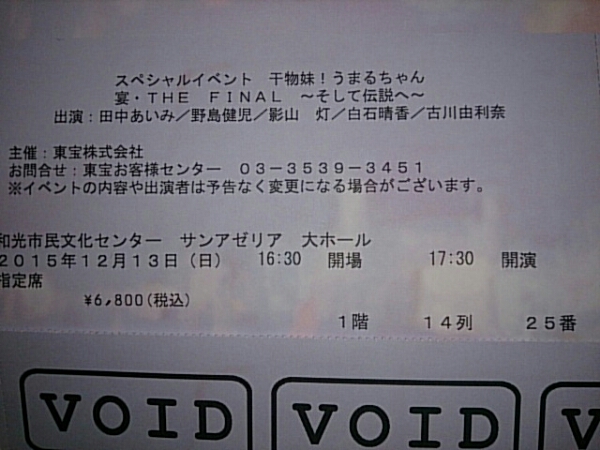 スペシャルイベント　干物妹！うまるちゃん
宴・ＴＨＥ　ＦＩＮＡＬ　～そして伝説へ～
出演：田中あいみ／野島健児／影山　灯／白石晴香／古川由利奈
主催：東宝株式会社
お問合せ：東宝お客様センター　０３－３５３９－３４５１
※イベントの内容や出演者は予告なく変更になる場合がございます。
和光市民文化センター　サンアゼリア　大ホール
２０１５年１２月１３日（日）　16:30　開場　17:30　開演
指定席
¥6,800(税込)
１階　１４列　２５番
VOID VOID V